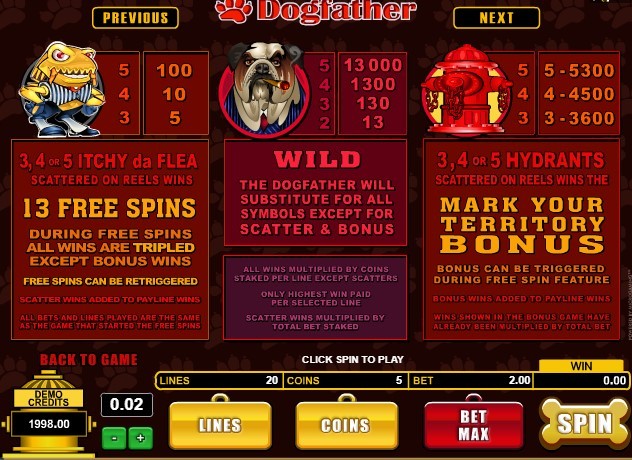 Dogfather
PREVIOUS
NEXT
5 100
4 10
3 5
5 13 000
4 1300
3 130
2 13
5 5 - 5300
4 4 - 4500
3 3 - 3600
3, 4 OR 5 ITCHY da FLEA
SCATTERED ON REELS WINS
13 FREE SPINS
DURING FREE SPINS
ALL WINS ARE TRIPLED
EXCEPT BONUS WINS
FREE SPINS CAN BE RETRIGGERED
SCATTER WINS ADDED TO PAYLINE WINS
ALL BETS AND LINES PLAYED ARE THE SAME
AS THE GAME THAT STARTED THE FREE SPINS
WILD
THE DOGFATHER WILL
SUBSTITUTE FOR ALL
SYMBOLS EXCEPT FOR
SCATTER & BONUS
ALL WINS MULTIPLIED BY COINS
STAKED PER LINE EXCEPT SCATTERS
ONLY HIGHEST WIN PAID
PER SELECTED LINE
SCATTER WINS MULTIPLIED BY
TOTAL BET STAKED
3, 4 OR 5 HYDRANTS
SCATTERED ON REELS WINS THE
MARK YOUR
TERRITORY
BONUS
BONUS CAN BE TRIGGERED
DURING FREE SPIN FEATURE
BONUS WINS ADDED TO PAYLINE WINS
WINS SHOWN IN THE BONUS GAME HAVE
ALREADY BEEN MULTIPLIED BY TOTAL BET
BACK TO GAME
CLICK SPIN TO PLAY
WIN
LINES 20 COINS 5 BET 2.00 0.00
DEMO
CREDITS
1998.00
0.02
- +
LINES
COINS
BET
MAX
SPIN